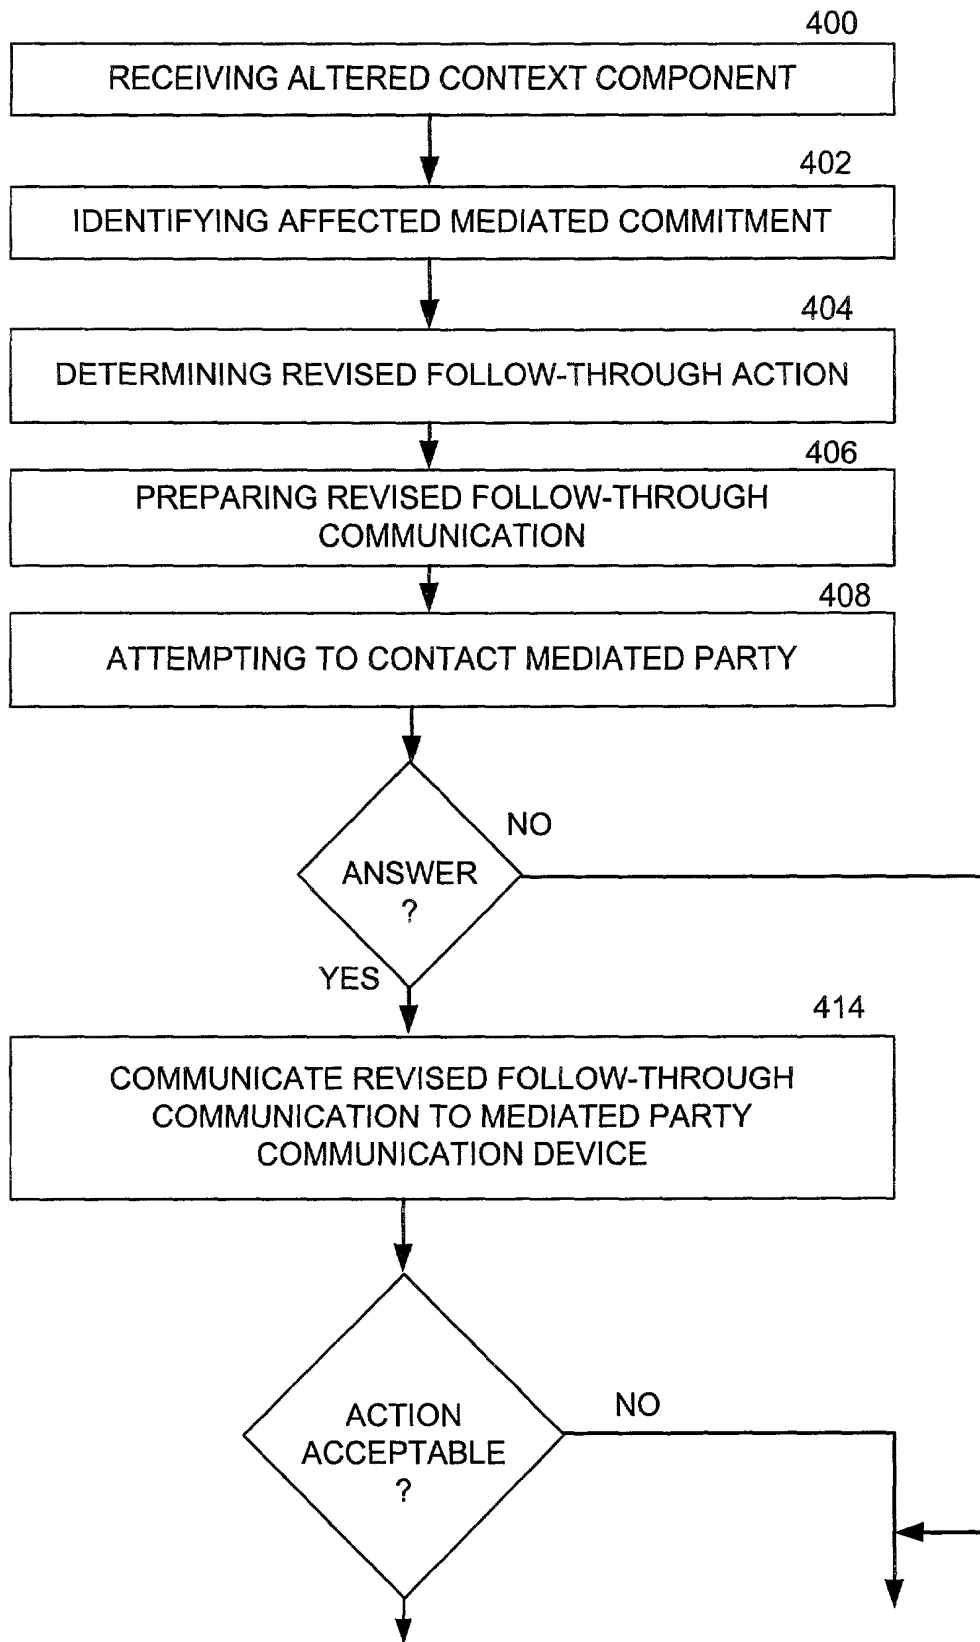 400
RECEIVING ALTERED CONTEXT COMPONENT
402
IDENTIFYING AFFECTED MEDIATED COMMITMENT
404
DETERMINING REVISED FOLLOW-THROUGH ACTION
406
PREPARING REVISED FOLLOW-THROUGH
COMMUNICATION
408
ATTEMPTING TO CONTACT MEDIATED PARTY
NO
ANSWER
?
YES
414
COMMUNICATE REVISED FOLLOW-THROUGH
COMMUNICATION TO MEDIATED PARTY
COMMUNICATION DEVICE
NO
ACTION
ACCEPTABLE
?